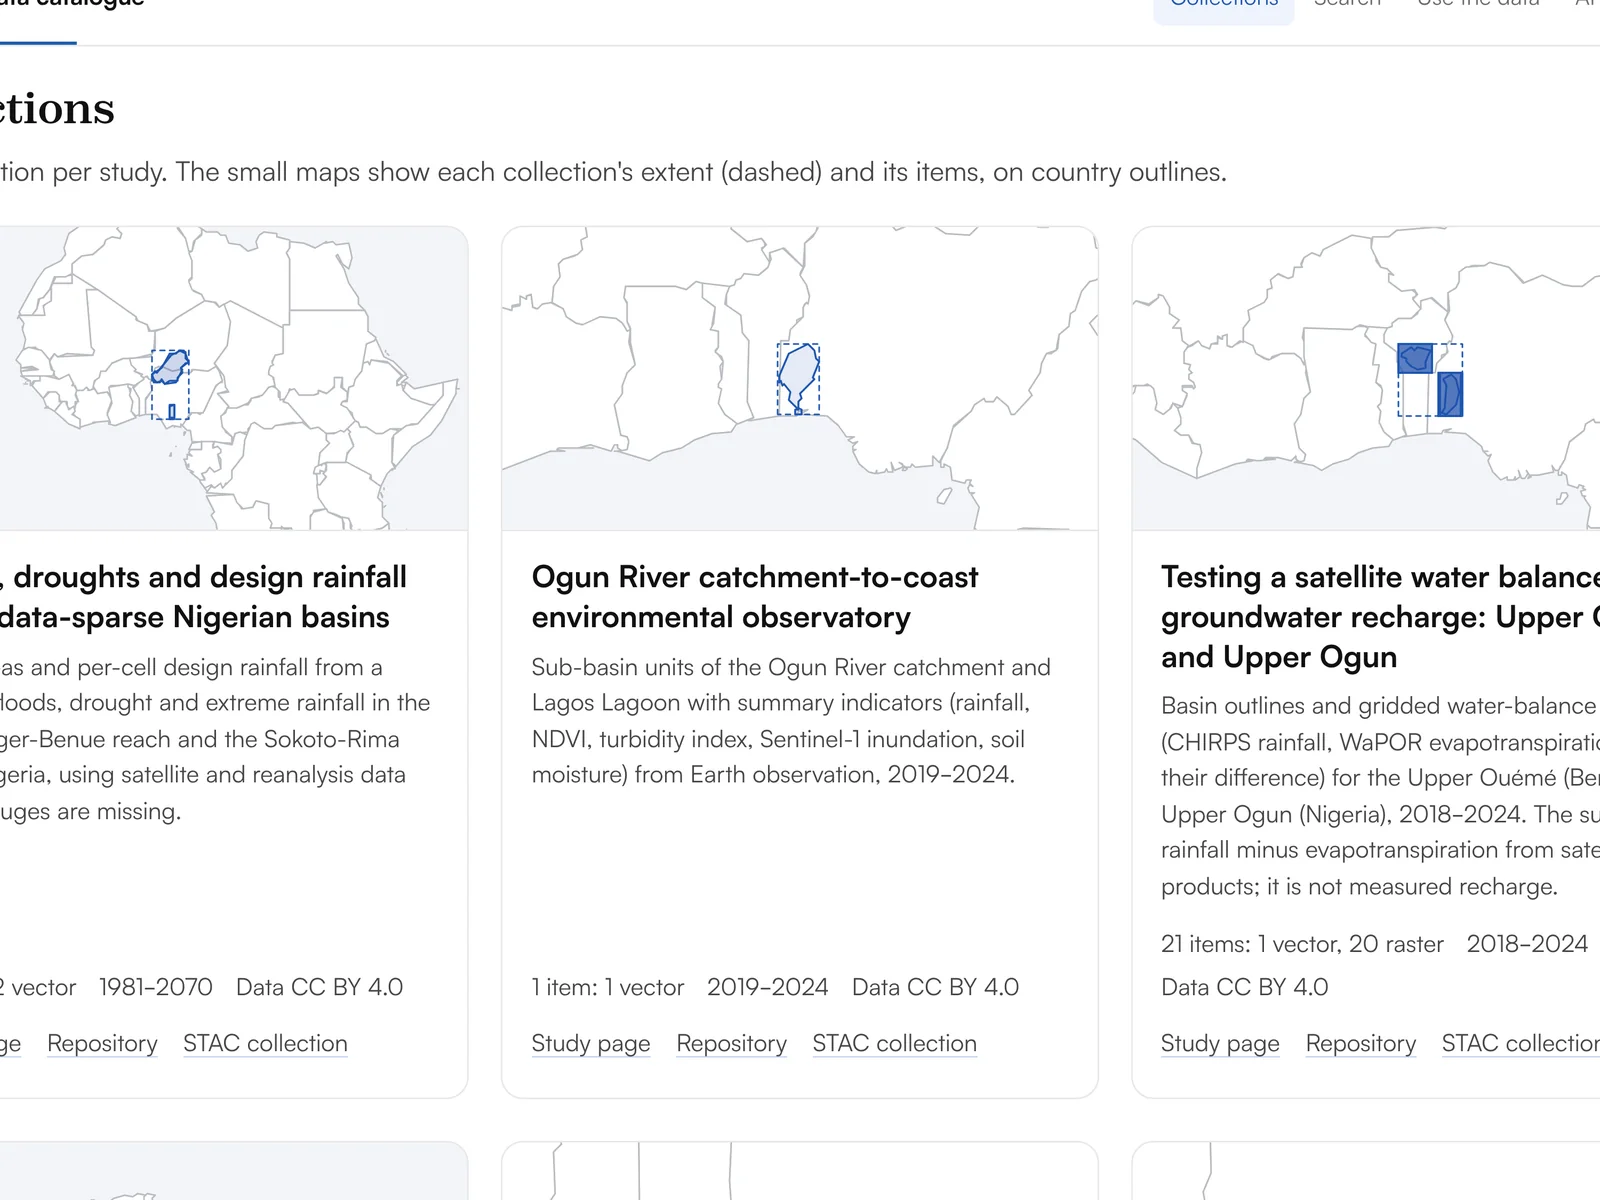 data catalogue
Collections Search Use the data
ctions
tion per study. The small maps show each collection's extent (dashed) and its items, on country outlines.
, droughts and design rainfall
data-sparse Nigerian basins
as and per-cell design rainfall from a
floods, drought and extreme rainfall in the
ger-Benue reach and the Sokoto-Rima
geria, using satellite and reanalysis data
uges are missing.
2 vector 1981–2070 Data CC BY 4.0
ge Repository STAC collection
Ogun River catchment-to-coast
environmental observatory
Sub-basin units of the Ogun River catchment and
Lagos Lagoon with summary indicators (rainfall,
NDVI, turbidity index, Sentinel-1 inundation, soil
moisture) from Earth observation, 2019–2024.
1 item: 1 vector 2019–2024 Data CC BY 4.0
Study page Repository STAC collection
Testing a satellite water balance
groundwater recharge: Upper
and Upper Ogun
Basin outlines and gridded water-balance
(CHIRPS rainfall, WaPOR evapotranspiratio
their difference) for the Upper Ouémé (Be
Upper Ogun (Nigeria), 2018–2024. The su
rainfall minus evapotranspiration from sate
products; it is not measured recharge.
21 items: 1 vector, 20 raster 2018–2024
Data CC BY 4.0
Study page Repository STAC collection